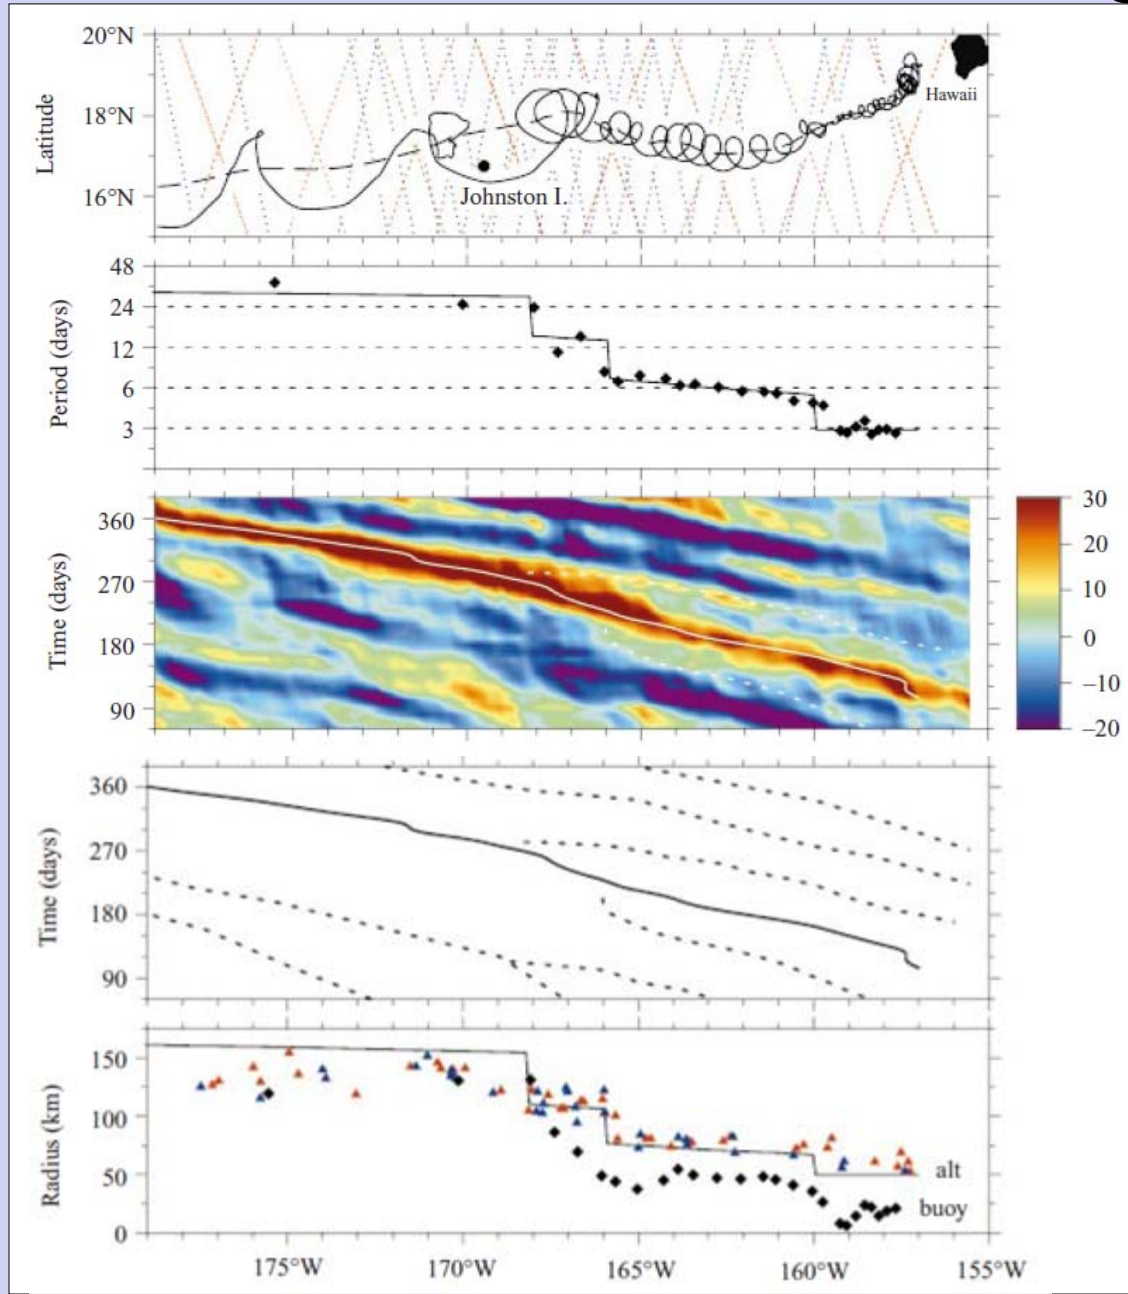 20°N
18°N
16°N
Latitude
Hawaii
Johnston I.
48
24
12
6
3
Period (days)
360
270
180
90
Time (days)
30
20
10
0
–10
–20
360
270
180
90
Time (days)
150
100
50
0
Radius (km)
alt
buoy
175°W 170°W 165°W 160°W 155°W